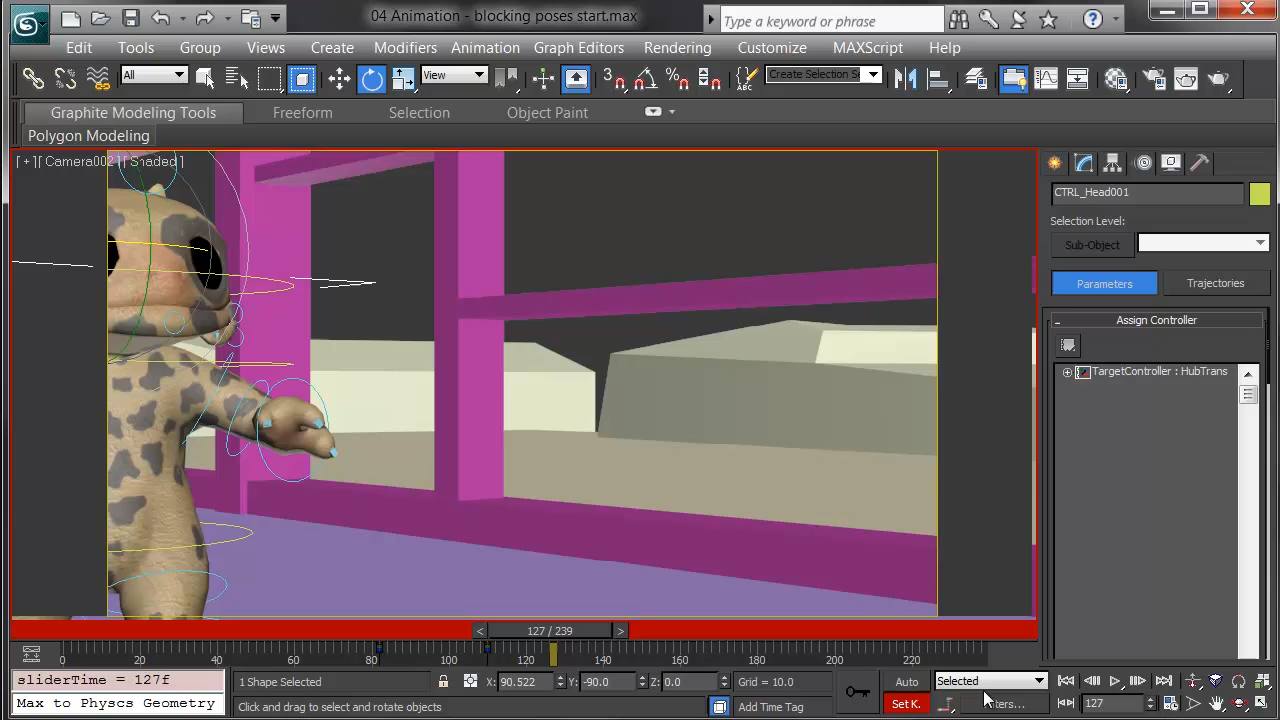 04 Animation - blocking poses start.max
Type a keyword or phrase
Edit Tools Group Views Create Modifiers Animation Graph Editors Rendering Customize MAXScript Help
All
View
3
%
ABC
Create Selection Se
Graphite Modeling Tools Freeform Selection Object Paint
Polygon Modeling
[ + ] [ Camera002 ] [ Shaded ]
CTRL_Head001
Selection Level:
Sub-Object
Parameters Trajectories
- Assign Controller
TargetController : HubTrans
< 127 / 239 >
0 20 40 60 80 100 120 140 160 180 200 220
sliderTime = 127f
1 Shape Selected
X: 90.522 Y: -90.0 Z: 0.0 Grid = 10.0
Auto
Selected
Max to Physcs Geometry
Click and drag to select and rotate objects
Add Time Tag
Set K.
ters...
127